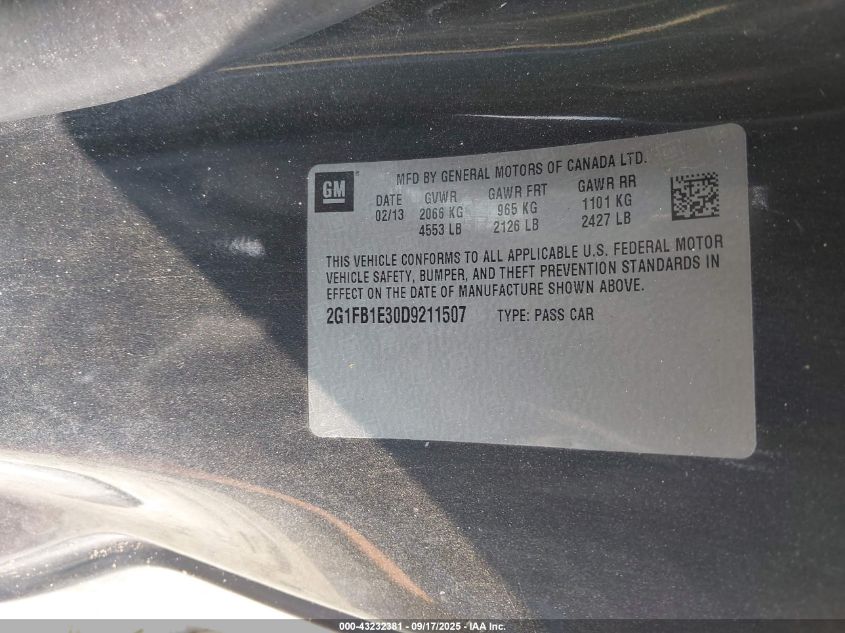 GM
MFD BY GENERAL MOTORS OF CANADA LTD.
DATE GVWR GAWR FRT GAWR RR
02/13 2066 KG 965 KG 1101 KG
4553 LB 2126 LB 2427 LB
THIS VEHICLE CONFORMS TO ALL APPLICABLE U.S. FEDERAL MOTOR
VEHICLE SAFETY, BUMPER, AND THEFT PREVENTION STANDARDS IN
EFFECT ON THE DATE OF MANUFACTURE SHOWN ABOVE.
2G1FB1E30D9211507 TYPE: PASS CAR
000-43232381 - 09/17/2025 - IAA Inc.